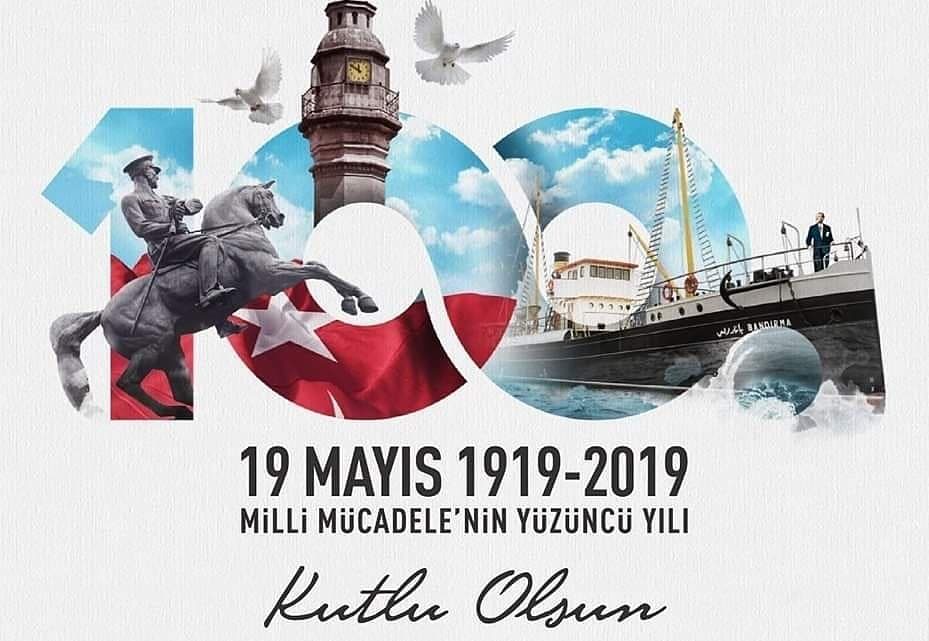 100.
BANDIRMA
19 MAYIS 1919-2019
MİLLİ MÜCADELE'NİN YÜZÜNCÜ YILI
Kutlu Olsun